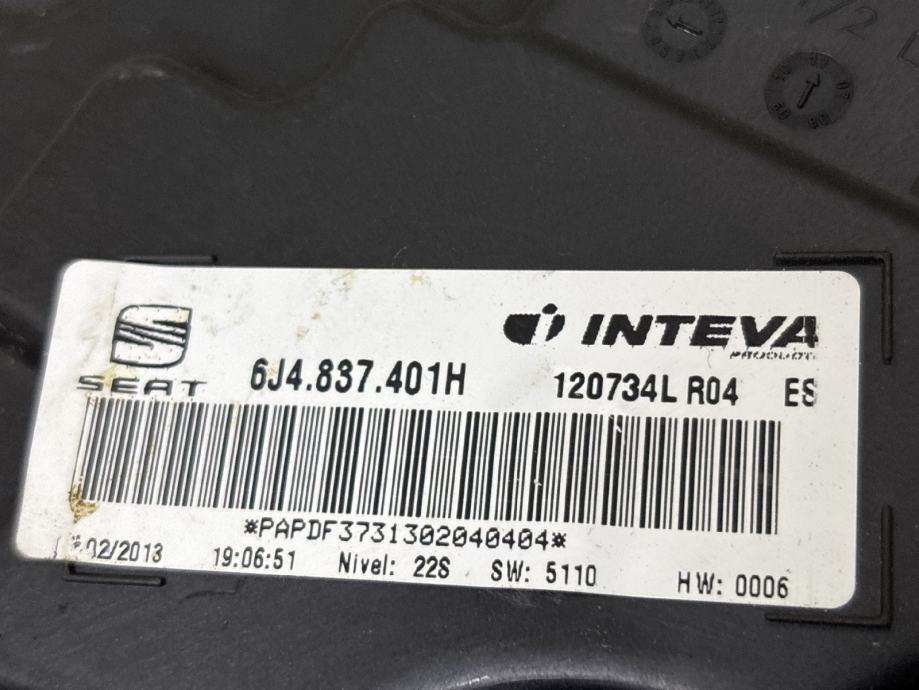 SEAT
INTEVA
PRODUCTS
6J4.837.401H
120734L R04
ES
*PAPDF3731302040404*
02/2013 19:06:51 Nivel: 22S SW: 5110 HW: 0006